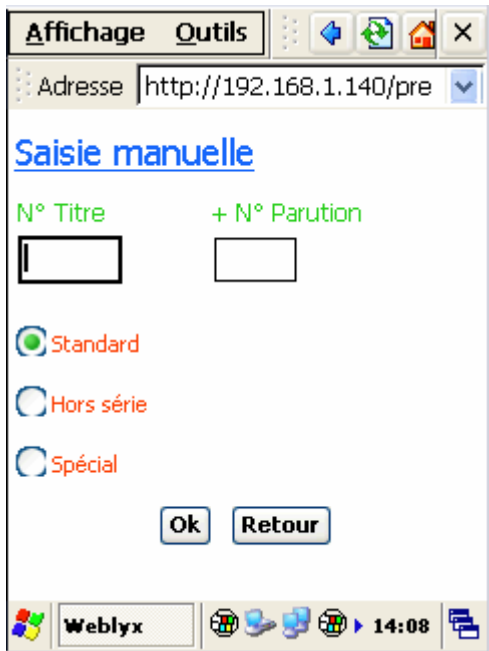 Affichage Outils
Adresse http://192.168.1.140/pre
Saisie manuelle
N° Titre + N° Parution
Standard
Hors série
Spécial
Ok Retour
Weblyx 14:08